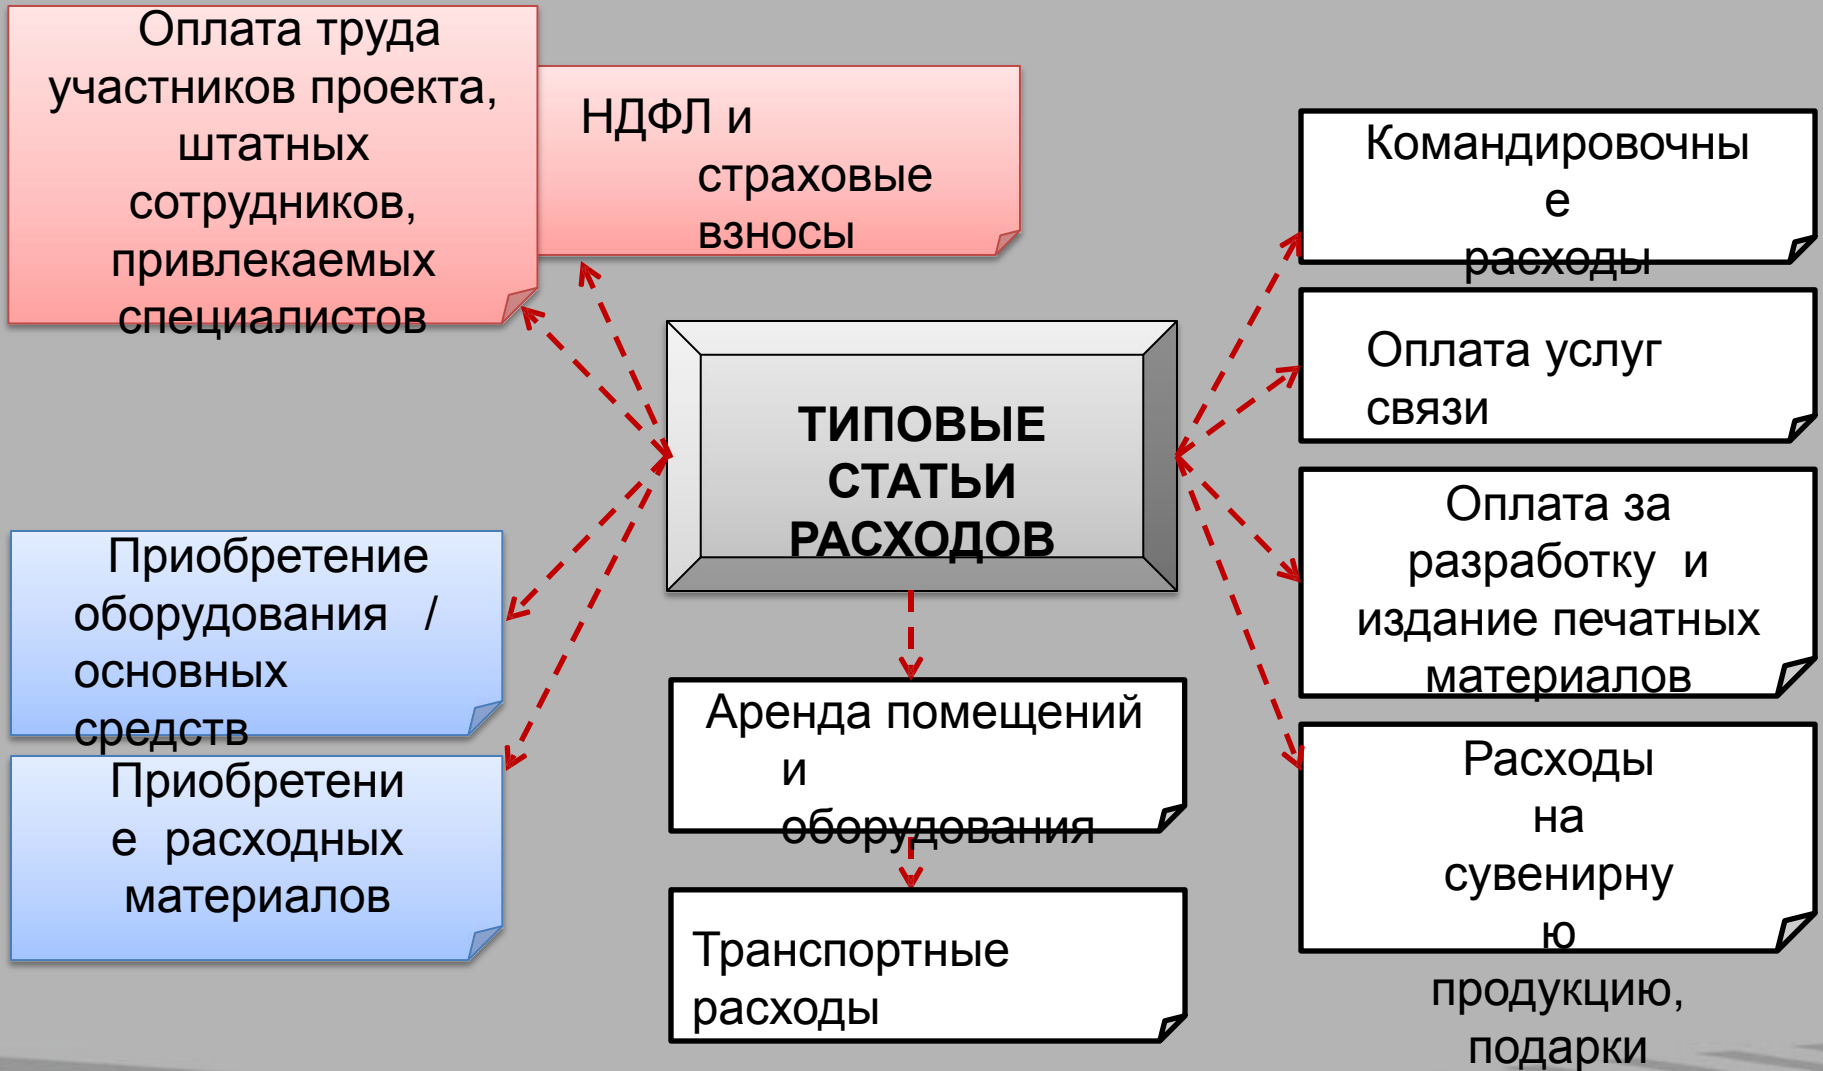 Оплата труда
участников проекта,
штатных
сотрудников,
привлекаемых
специалистов
НДФЛ и
страховые
взносы
Командировочны
е
расходы
Оплата услуг
связи
ТИПОВЫЕ
СТАТЬИ
РАСХОДОВ
Оплата за
разработку и
издание печатных
материалов
Приобретение
оборудования /
основных
средств
Приобретени
е расходных
материалов
Аренда помещений
и
оборудования
Транспортные
расходы
Расходы
на
сувенирну
ю
продукцию,
подарки